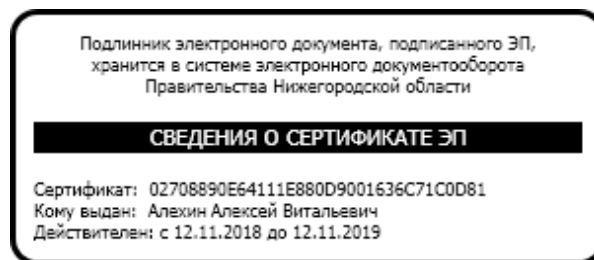 Подлинник электронного документа, подписанного ЭП,
хранится в системе электронного документооборота
Правительства Нижегородской области
СВЕДЕНИЯ О СЕРТИФИКАТЕ ЭП
Сертификат: 02708890E64111E880D9001636C71C0D81
Кому выдан: Алехин Алексей Витальевич
Действителен: с 12.11.2018 до 12.11.2019